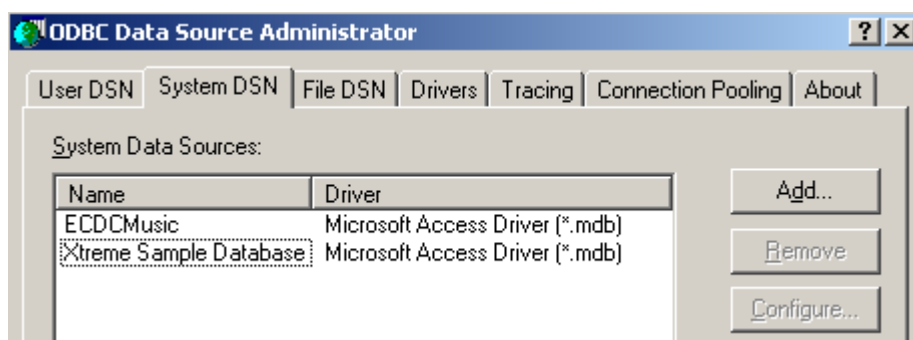 ODBC Data Source Administrator
User DSN System DSN File DSN Drivers Tracing Connection Pooling About
System Data Sources:
Name Driver
ECDCMusic Microsoft Access Driver (*.mdb)
Xtreme Sample Database Microsoft Access Driver (*.mdb)
Add...
Remove
Configure...